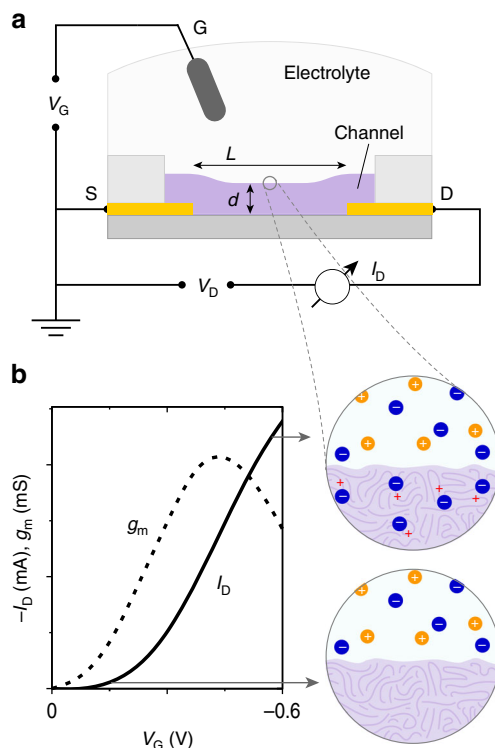 a
G
Electrolyte
V_G
Channel
L
S
d
D
V_D
I_D
b
+ − + −
− + + −
− + − + − +
− +
−I_D (mA), g_m (mS)
g_m
I_D
+ − + −
− + + −
0
−0.6
V_G (V)